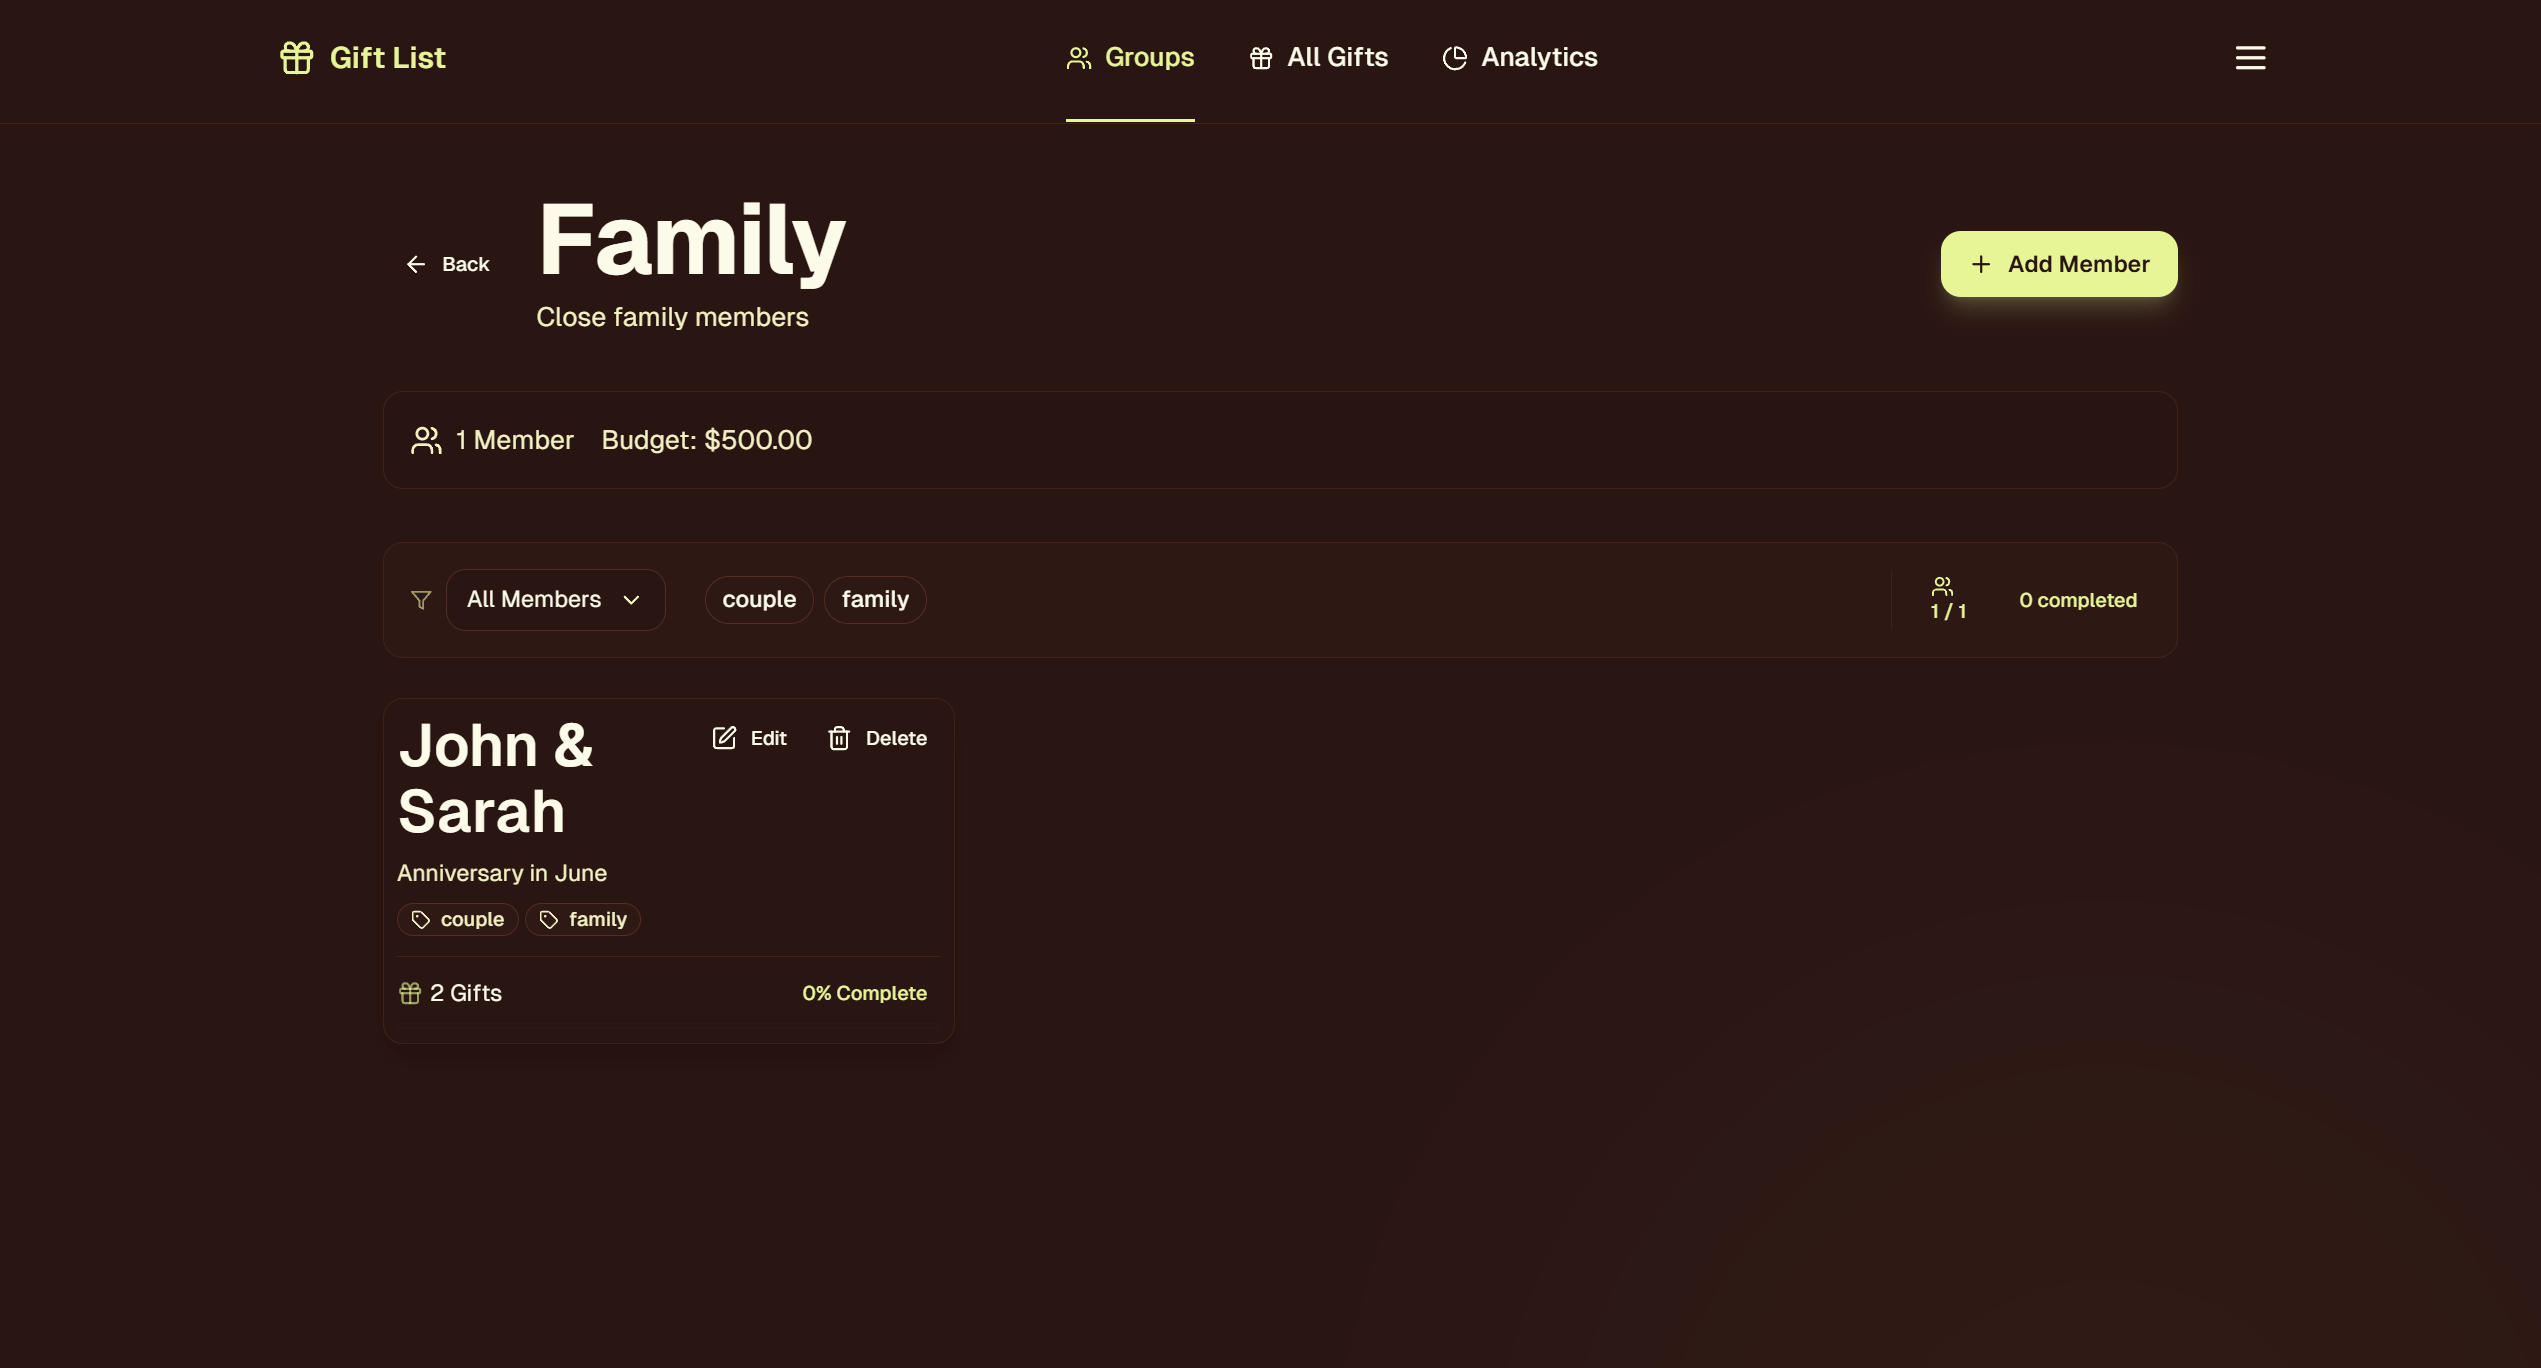 Gift List
Groups
All Gifts
Analytics
Back
Family
Close family members
Add Member
1 Member
Budget: $500.00
All Members
couple
family
1 / 1
0 completed
John &
Sarah
Edit
Delete
Anniversary in June
couple
family
2 Gifts
0% Complete